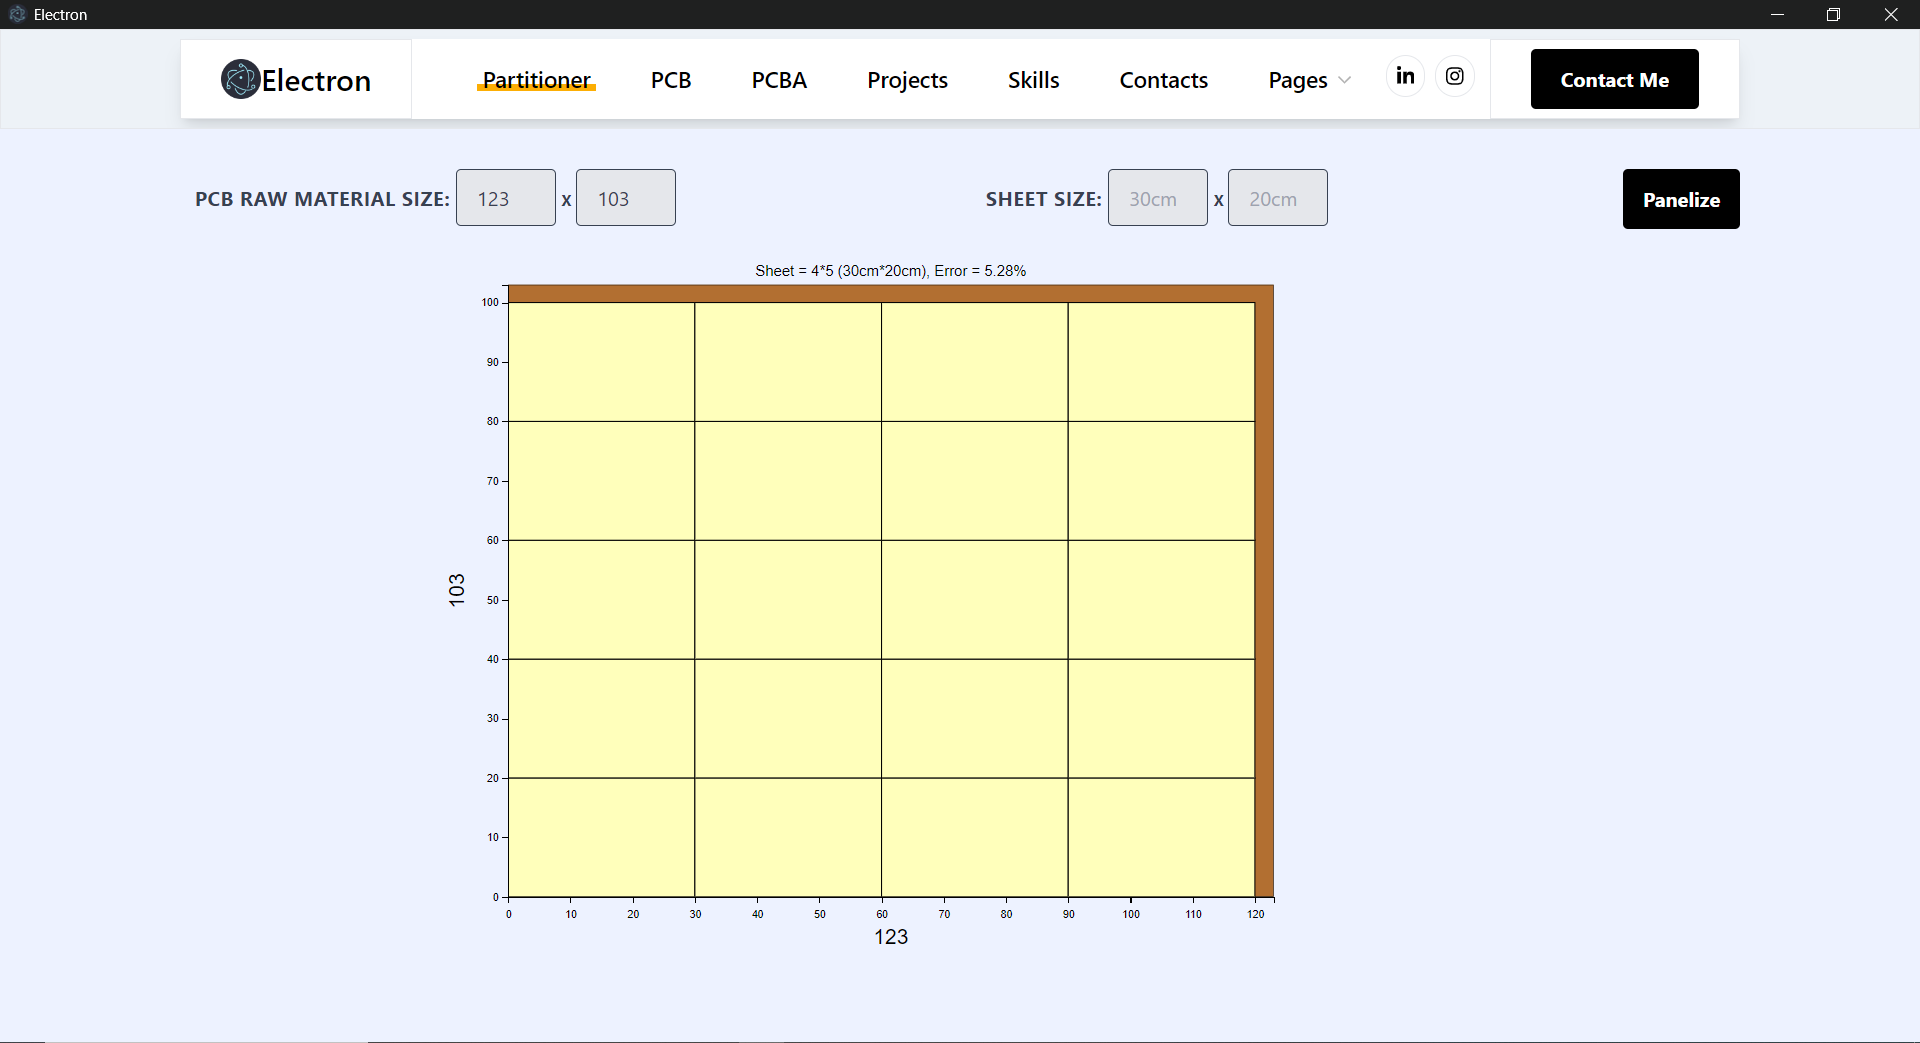 Electron
Electron
Partitioner PCB PCBA Projects Skills Contacts Pages in Contact Me
PCB RAW MATERIAL SIZE: 123 x 103 SHEET SIZE: 30cm x 20cm Panelize
Sheet = 4*5 (30cm*20cm), Error = 5.28%
100
90
80
70
60
50
40
30
20
10
0
103
0 10 20 30 40 50 60 70 80 90 100 110 120
123